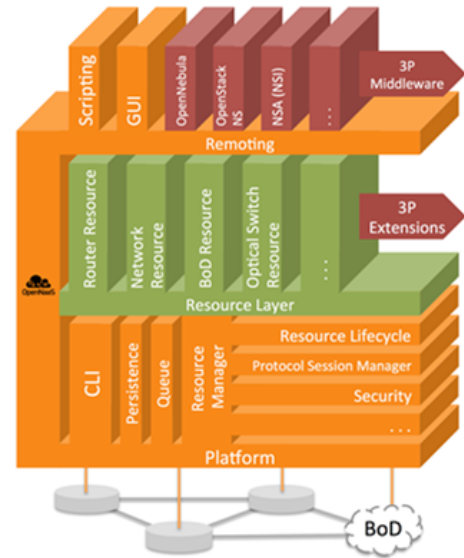 Scripting
GUI
OpenNebula
OpenStack
NS
NSA (NSI)
...
3P
Middleware
Remoting
Router Resource
Network
Resource
BoD Resource
Optical Switch
Resource
...
3P
Extensions
OpenNaaS
Resource Layer
CLI
Persistence
Queue
Resource
Manager
Resource Lifecycle
Protocol Session Manager
Security
...
Platform
BoD